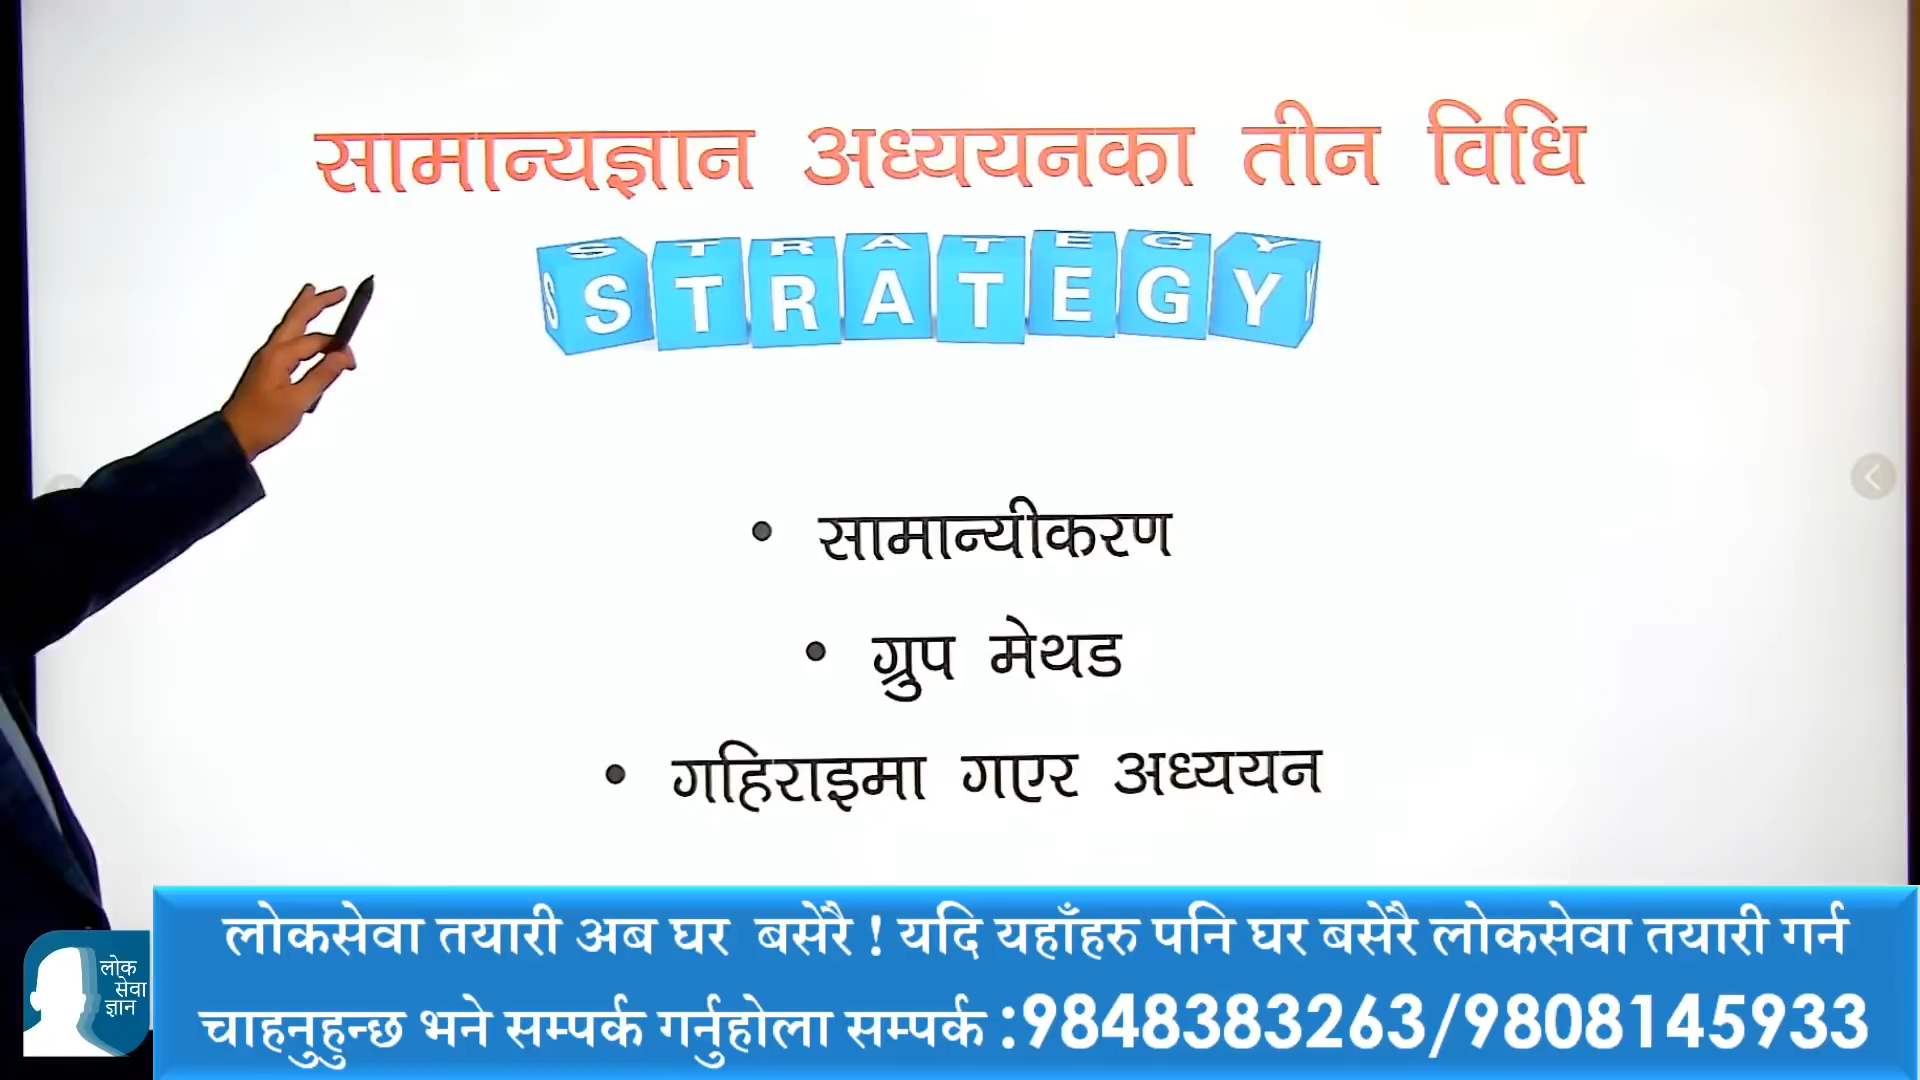 सामान्यज्ञान अध्ययनका तीन विधि
STRATEGY
• सामान्यीकरण
• ग्रुप मेथड
• गहिराइमा गएर अध्ययन
लोकसेवा तयारी अब घर बसेरै ! यदि यहाँहरु पनि घर बसेरै लोकसेवा तयारी गर्न
चाहनुहुन्छ भने सम्पर्क गर्नुहोला सम्पर्क :9848383263/9808145933
लोक
सेवा
ज्ञान